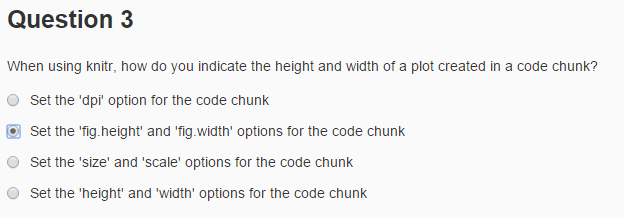 Question 3
When using knitr, how do you indicate the height and width of a plot created in a code chunk?
Set the 'dpi' option for the code chunk
Set the 'fig.height' and 'fig.width' options for the code chunk
Set the 'size' and 'scale' options for the code chunk
Set the 'height' and 'width' options for the code chunk